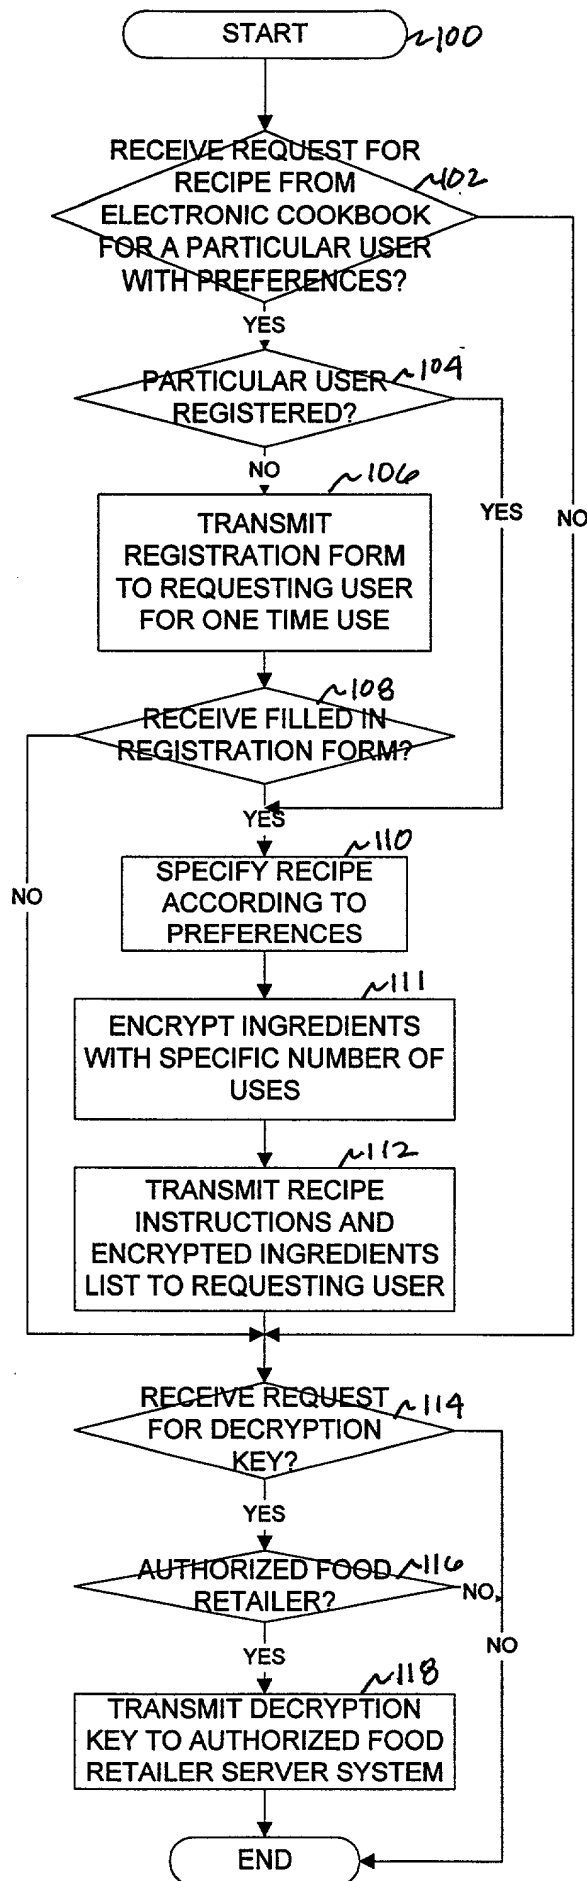 START
~100
RECEIVE REQUEST FOR
RECIPE FROM
~102
ELECTRONIC COOKBOOK
FOR A PARTICULAR USER
WITH PREFERENCES?
YES
~104
PARTICULAR USER
REGISTERED?
NO
~106
YES
NO
TRANSMIT
REGISTRATION FORM
TO REQUESTING USER
FOR ONE TIME USE
~108
RECEIVE FILLED IN
REGISTRATION FORM?
YES
~110
NO
SPECIFY RECIPE
ACCORDING TO
PREFERENCES
~111
ENCRYPT INGREDIENTS
WITH SPECIFIC NUMBER OF
USES
~112
TRANSMIT RECIPE
INSTRUCTIONS AND
ENCRYPTED INGREDIENTS
LIST TO REQUESTING USER
RECEIVE REQUEST
~114
FOR DECRYPTION
KEY?
YES
~116
AUTHORIZED FOOD
RETAILER?
NO
NO
YES
~118
TRANSMIT DECRYPTION
KEY TO AUTHORIZED FOOD
RETAILER SERVER SYSTEM
END